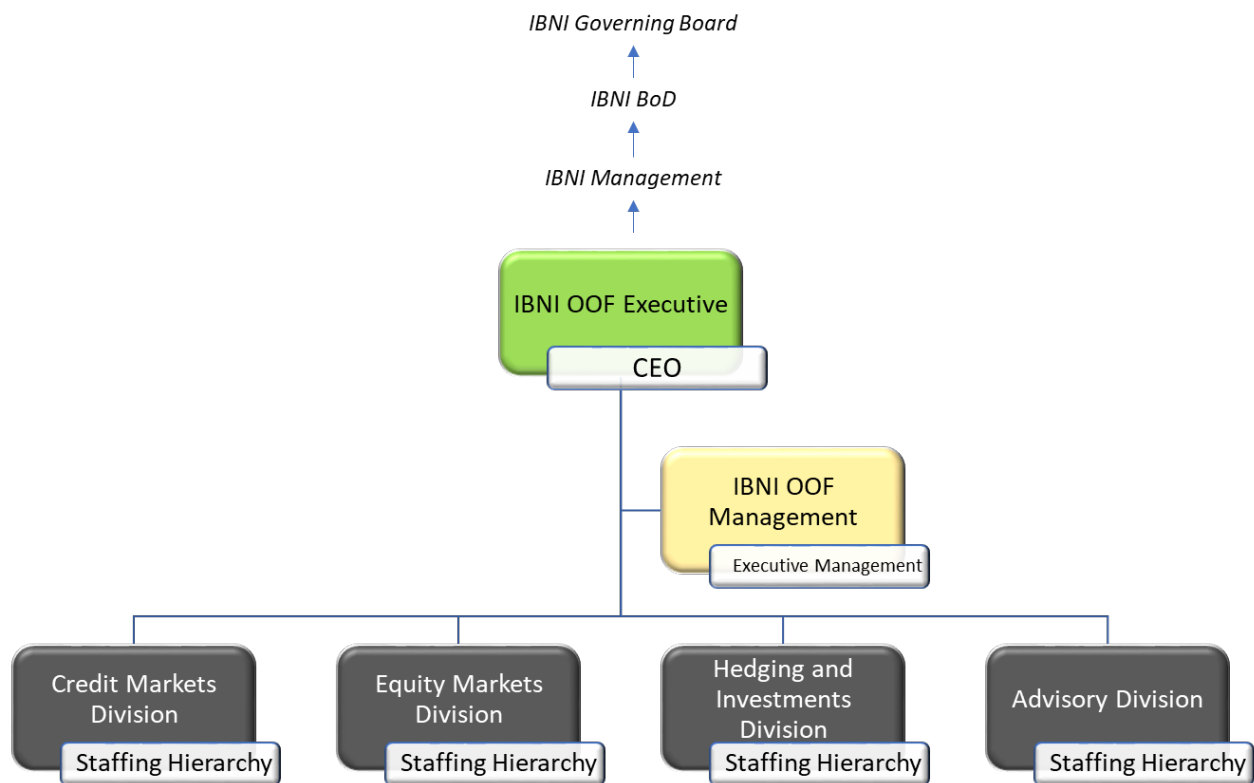 IBNI Governing Board
IBNI BoD
IBNI Management
IBNI OOF Executive
CEO
IBNI OOF
Management
Executive Management
Credit Markets
Division
Staffing Hierarchy
Equity Markets
Division
Staffing Hierarchy
Hedging and
Investments
Division
Staffing Hierarchy
Advisory Division
Staffing Hierarchy